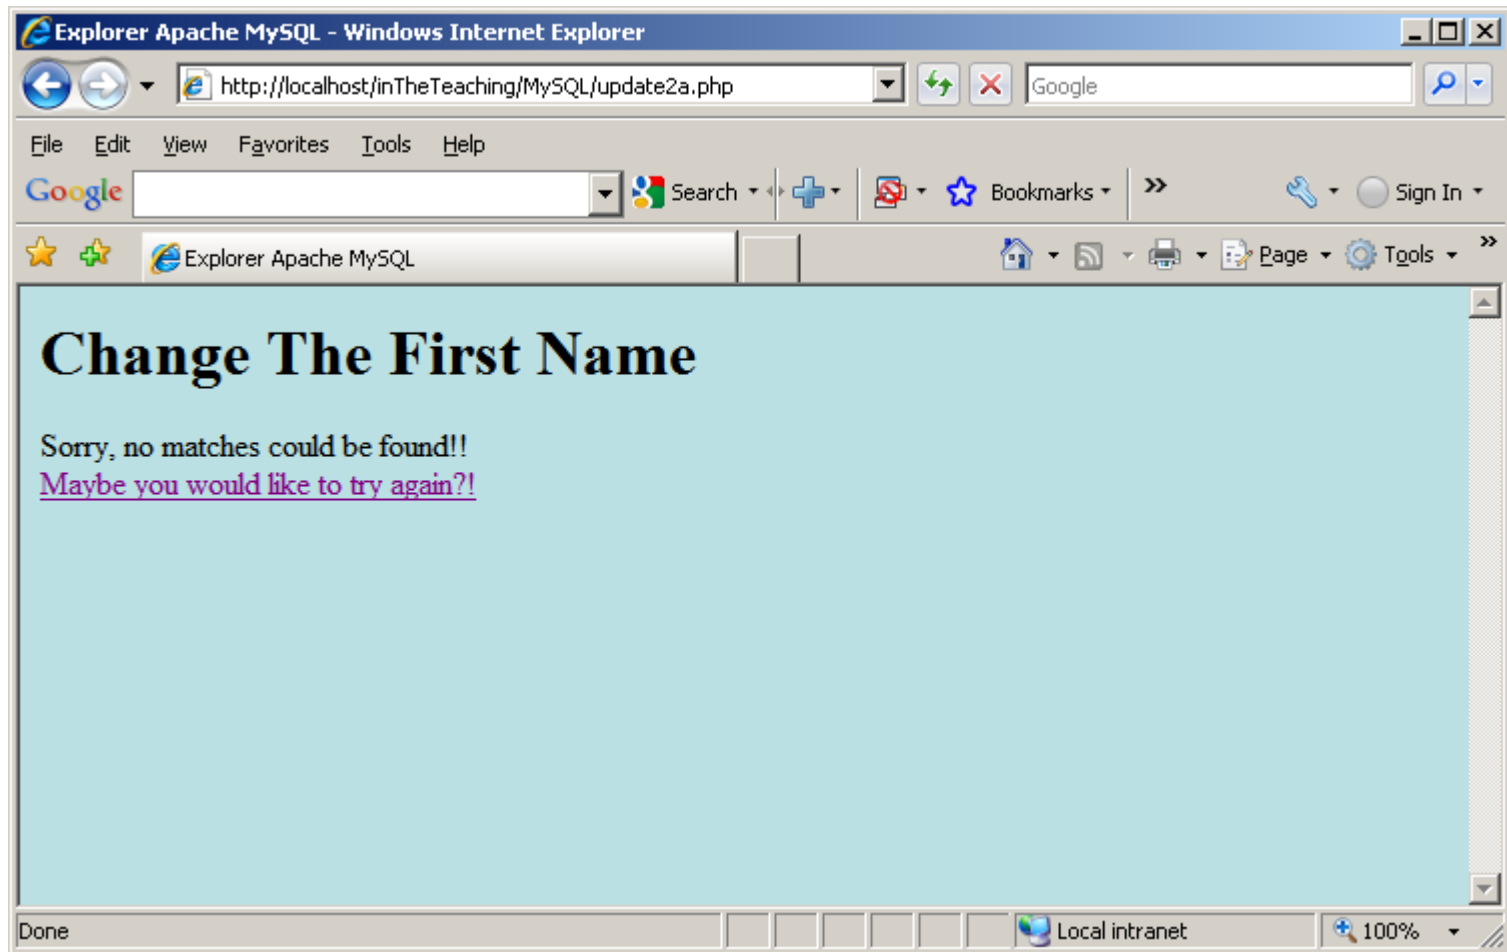 Explorer Apache MySQL - Windows Internet Explorer
http://localhost/inTheTeaching/MySQL/update2a.php
Google
File Edit View Favorites Tools Help
Google Search Bookmarks >> Sign In
Explorer Apache MySQL
Page Tools >>
Change The First Name
Sorry, no matches could be found!!
Maybe you would like to try again?!
Done
Local intranet
100%